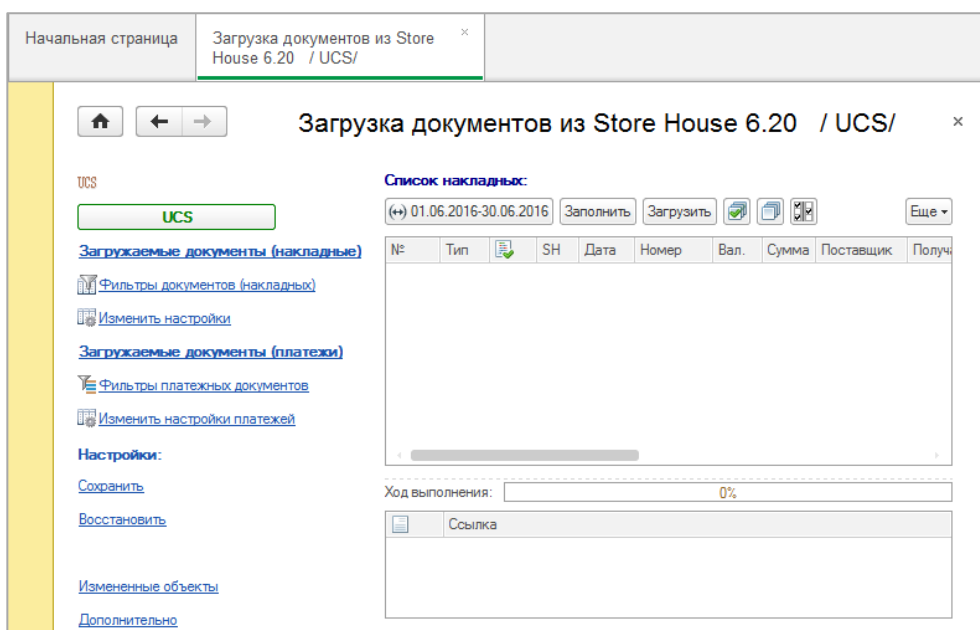 Начальная страница
Загрузка документов из Store
House 6.20 / UCS/
Загрузка документов из Store House 6.20 / UCS/
UCS
UCS
Загружаемые документы (накладные)
Фильтры документов (накладных)
Изменить настройки
Загружаемые документы (платежи)
Фильтры платежных документов
Изменить настройки платежей
Настройки:
Сохранить
Восстановить
Измененные объекты
Дополнительно
Список накладных:
01.06.2016-30.06.2016 Заполнить Загрузить Еще
№ Тип SH Дата Номер Вал. Сумма Поставщик Получа
Ход выполнения: 0%
Ссылка